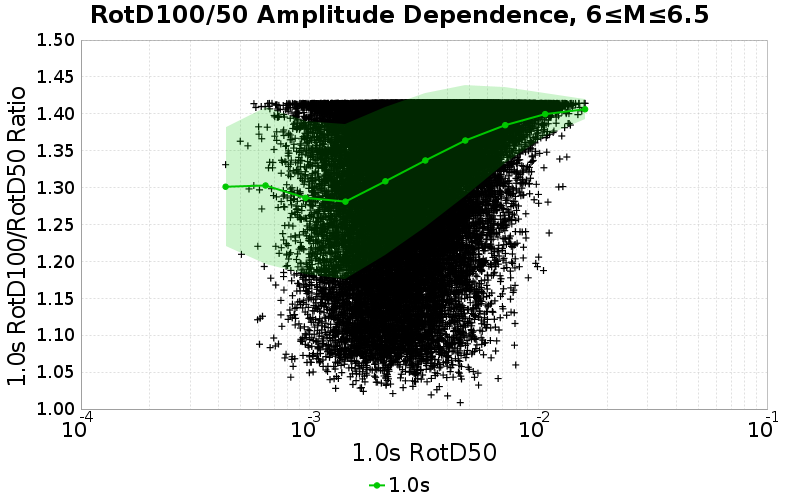 RotD100/50 Amplitude Dependence, 6≤M≤6.5
1.0s RotD100/RotD50 Ratio
1.50
1.45
1.40
1.35
1.30
1.25
1.20
1.15
1.10
1.05
1.00
10^-4 10^-3 10^-2 10^-1
1.0s RotD50
1.0s